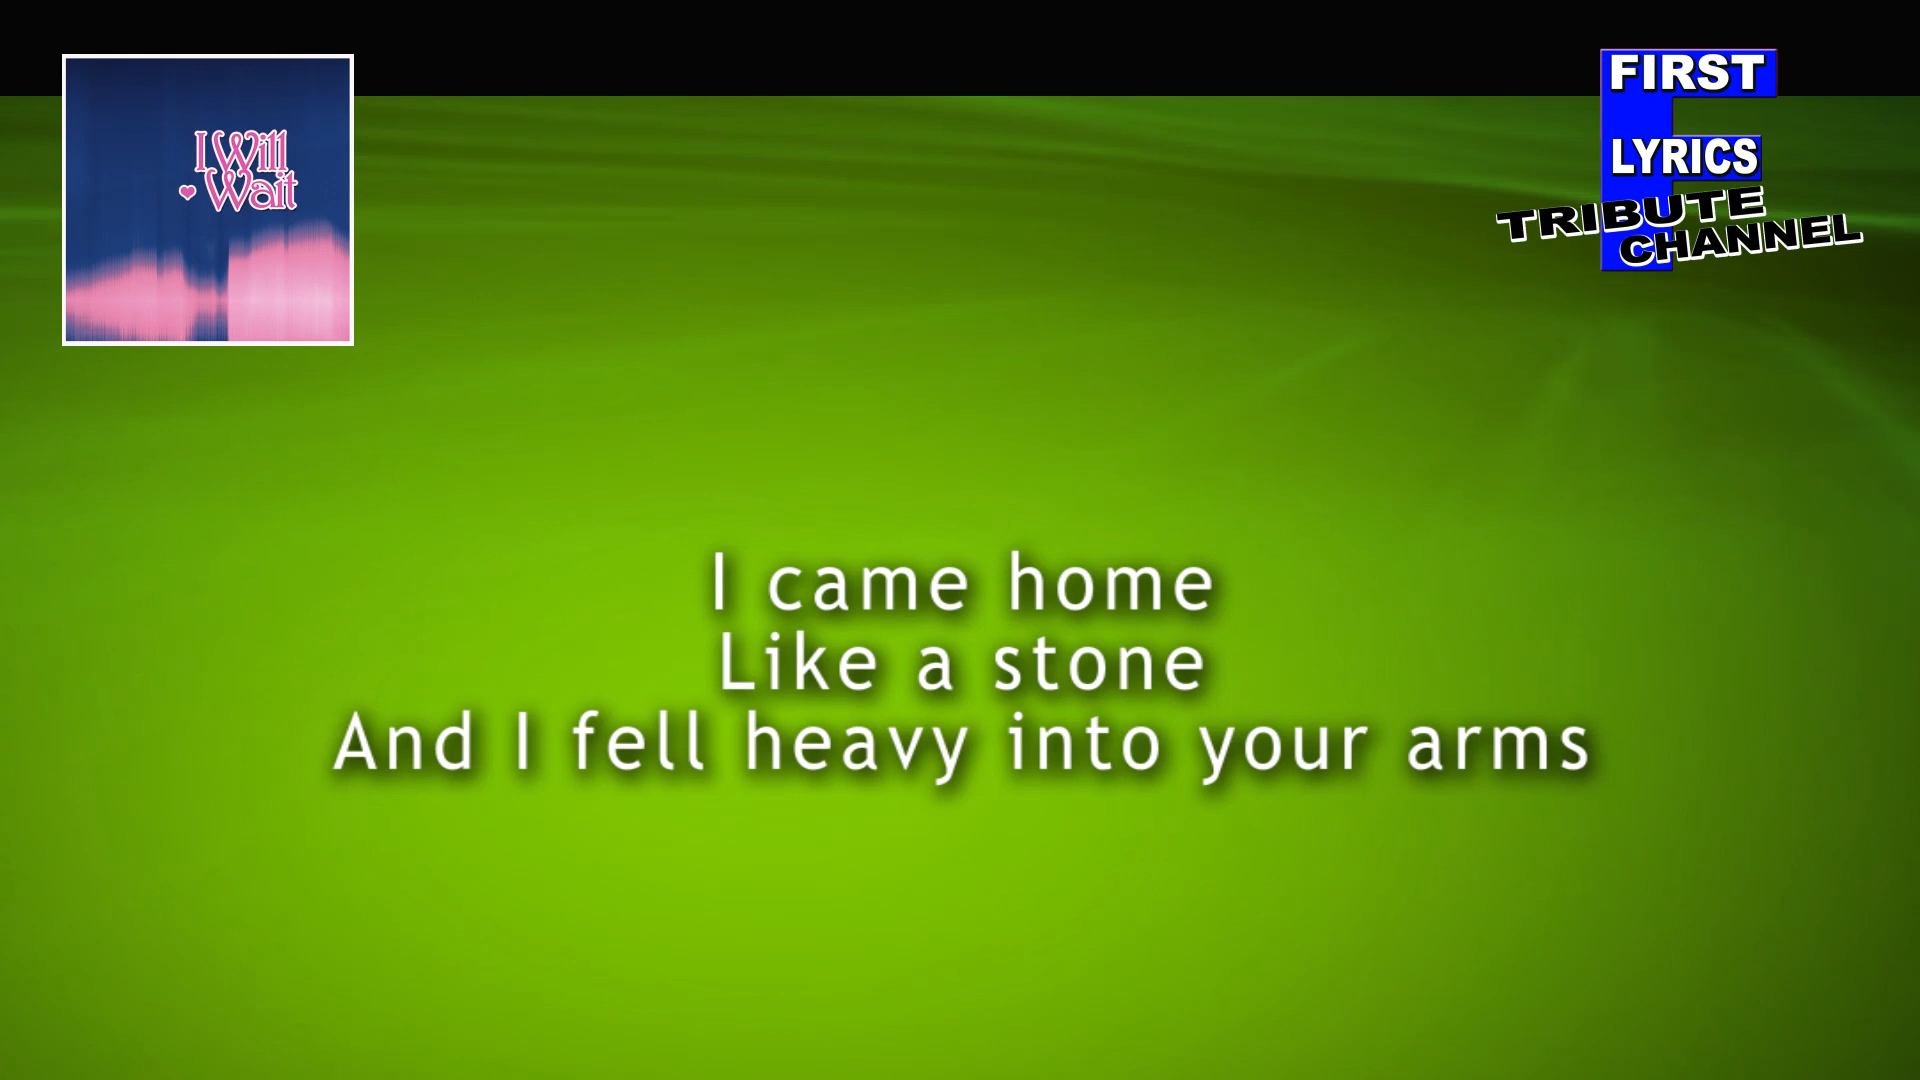 I Will
Wait
FIRST
LYRICS
TRIBUTE
CHANNEL
I came home
Like a stone
And I fell heavy into your arms